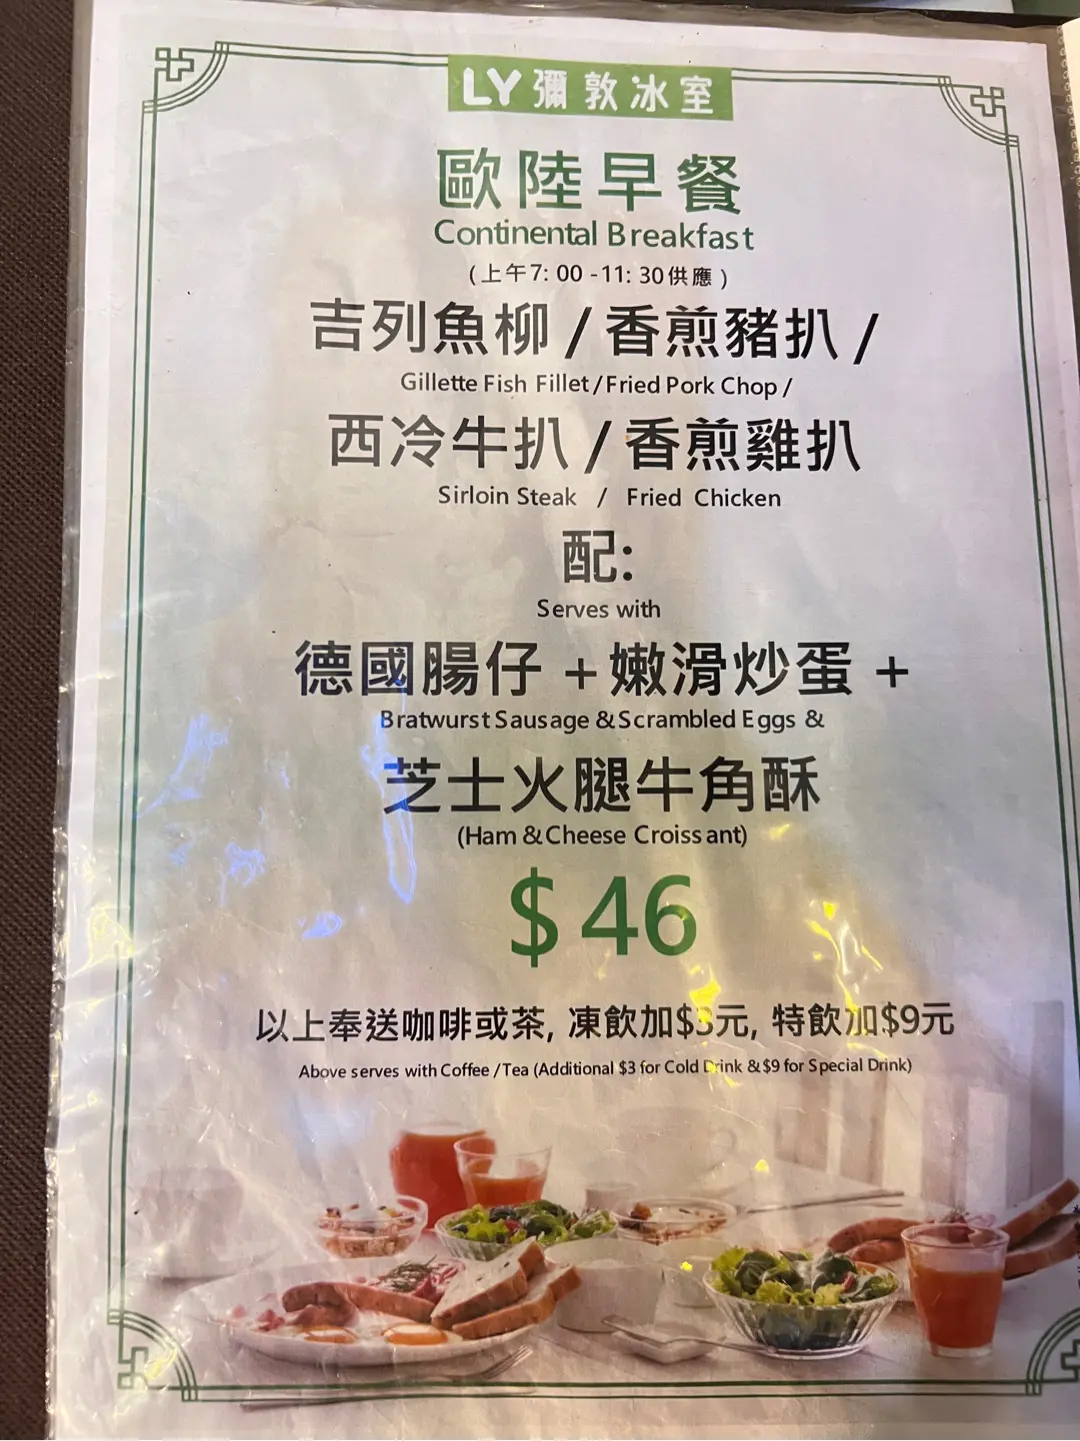 LY 彌敦冰室
歐陸早餐
Continental Breakfast
(上午7:00-11:30供應)
吉列魚柳/香煎豬扒/
Gillette Fish Fillet/Fried Pork Chop/
西冷牛扒/香煎雞扒
Sirloin Steak / Fried Chicken
配:
Serves with
德國腸仔+嫩滑炒蛋+
Bratwurst Sausage & Scrambled Eggs &
芝士火腿牛角酥
(Ham & Cheese Croissant)
$46
以上奉送咖啡或茶, 凍飲加$3元, 特飲加$9元
Above serves with Coffee/Tea (Additional $3 for Cold Drink & $9 for Special Drink)